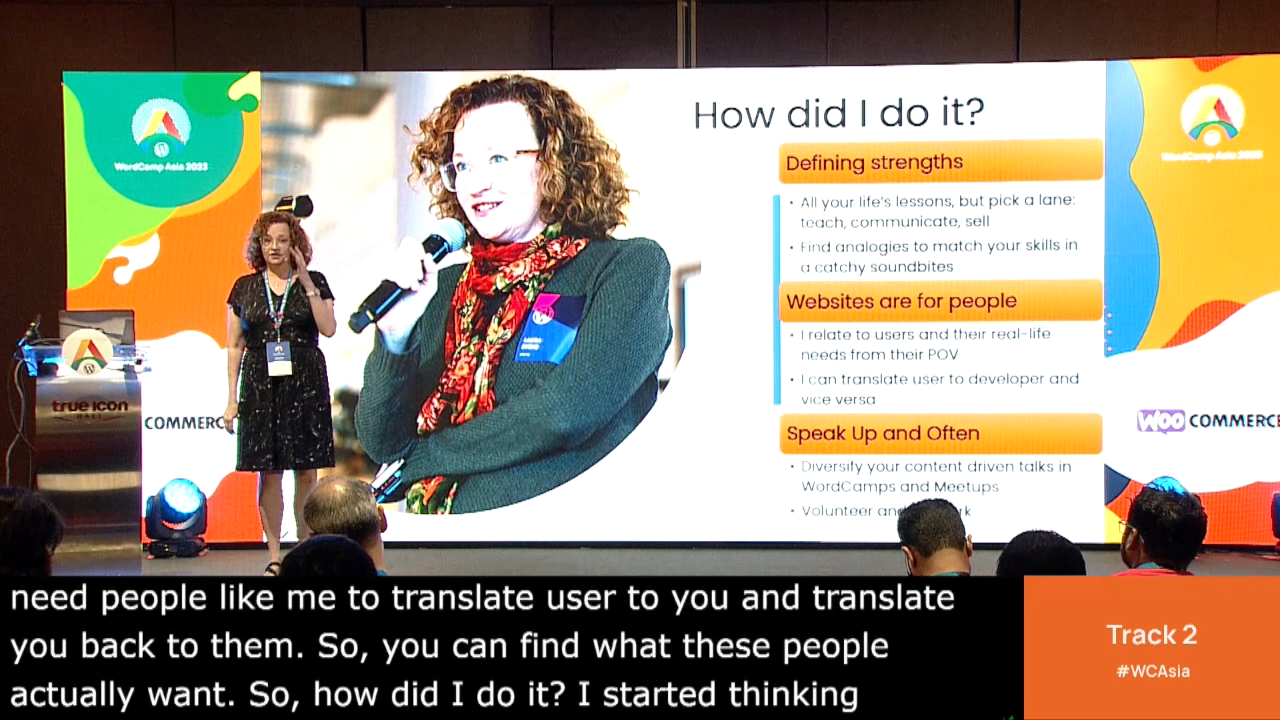 WordCamp Asia 2023
WordCamp Asia 2023
How did I do it?
Defining strengths
• All your life's lessons, but pick a lane:
teach, communicate, sell
• Find analogies to match your skills in
a catchy soundbites
Websites are for people
• I relate to users and their real-life
needs from their POV
• I can translate user to developer and
vice versa
Speak Up and Often
• Diversify your content driven talks in
WordCamps and Meetups
• Volunteer
true icon
HALL
COMMERC
WOO COMMERCE
need people like me to translate user to you and translate
you back to them. So, you can find what these people
actually want. So, how did I do it? I started thinking
Track 2
#WCAsia